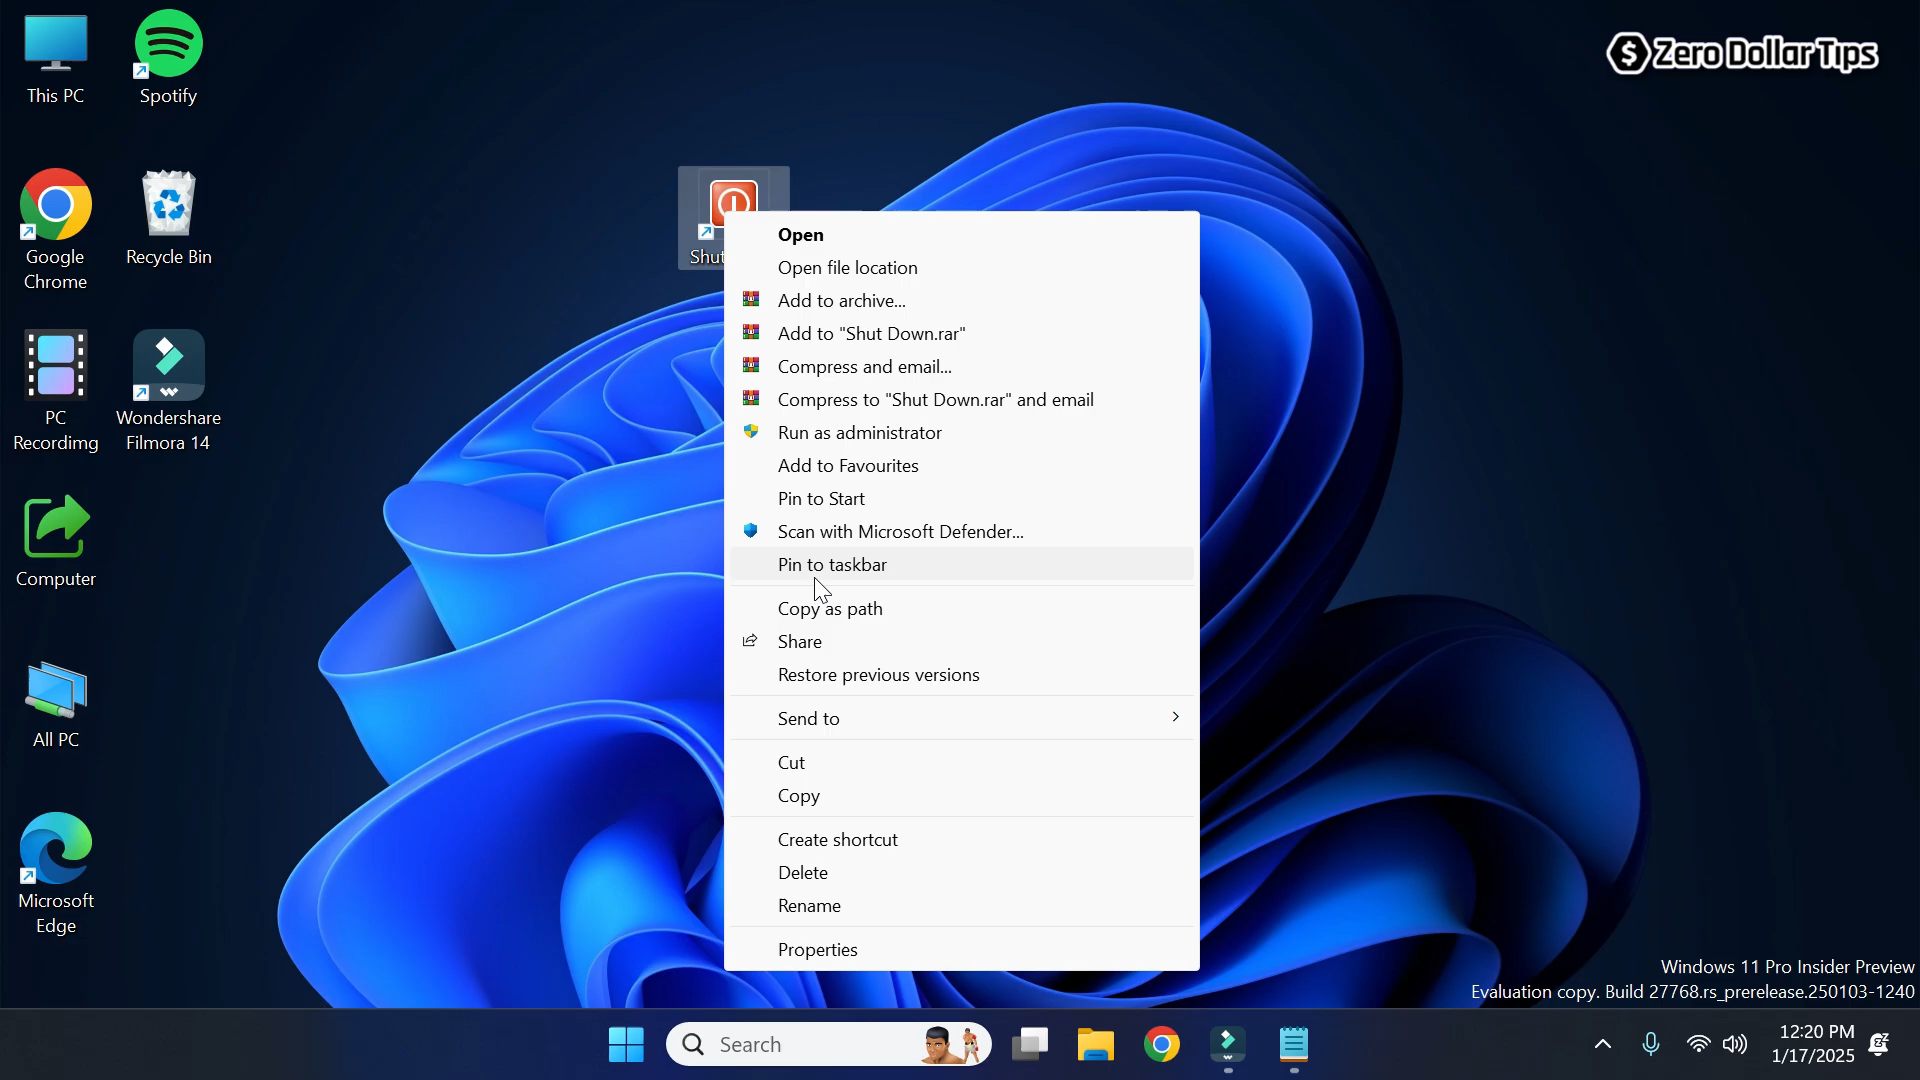 This PC
Spotify
Zero Dollar Tips
Google
Chrome
Recycle Bin
Shut
Open
Open file location
Add to archive...
Add to "Shut Down.rar"
Compress and email...
Compress to "Shut Down.rar" and email
Run as administrator
Add to Favourites
Pin to Start
Scan with Microsoft Defender...
Pin to taskbar
Copy as path
Share
Restore previous versions
Send to
Cut
Copy
Create shortcut
Delete
Rename
Properties
PC
Recordimg
Wondershare
Filmora 14
Computer
All PC
Microsoft
Edge
Windows 11 Pro Insider Preview
Evaluation copy. Build 27768.rs_prerelease.250103-1240
Search
12:20 PM
1/17/2025